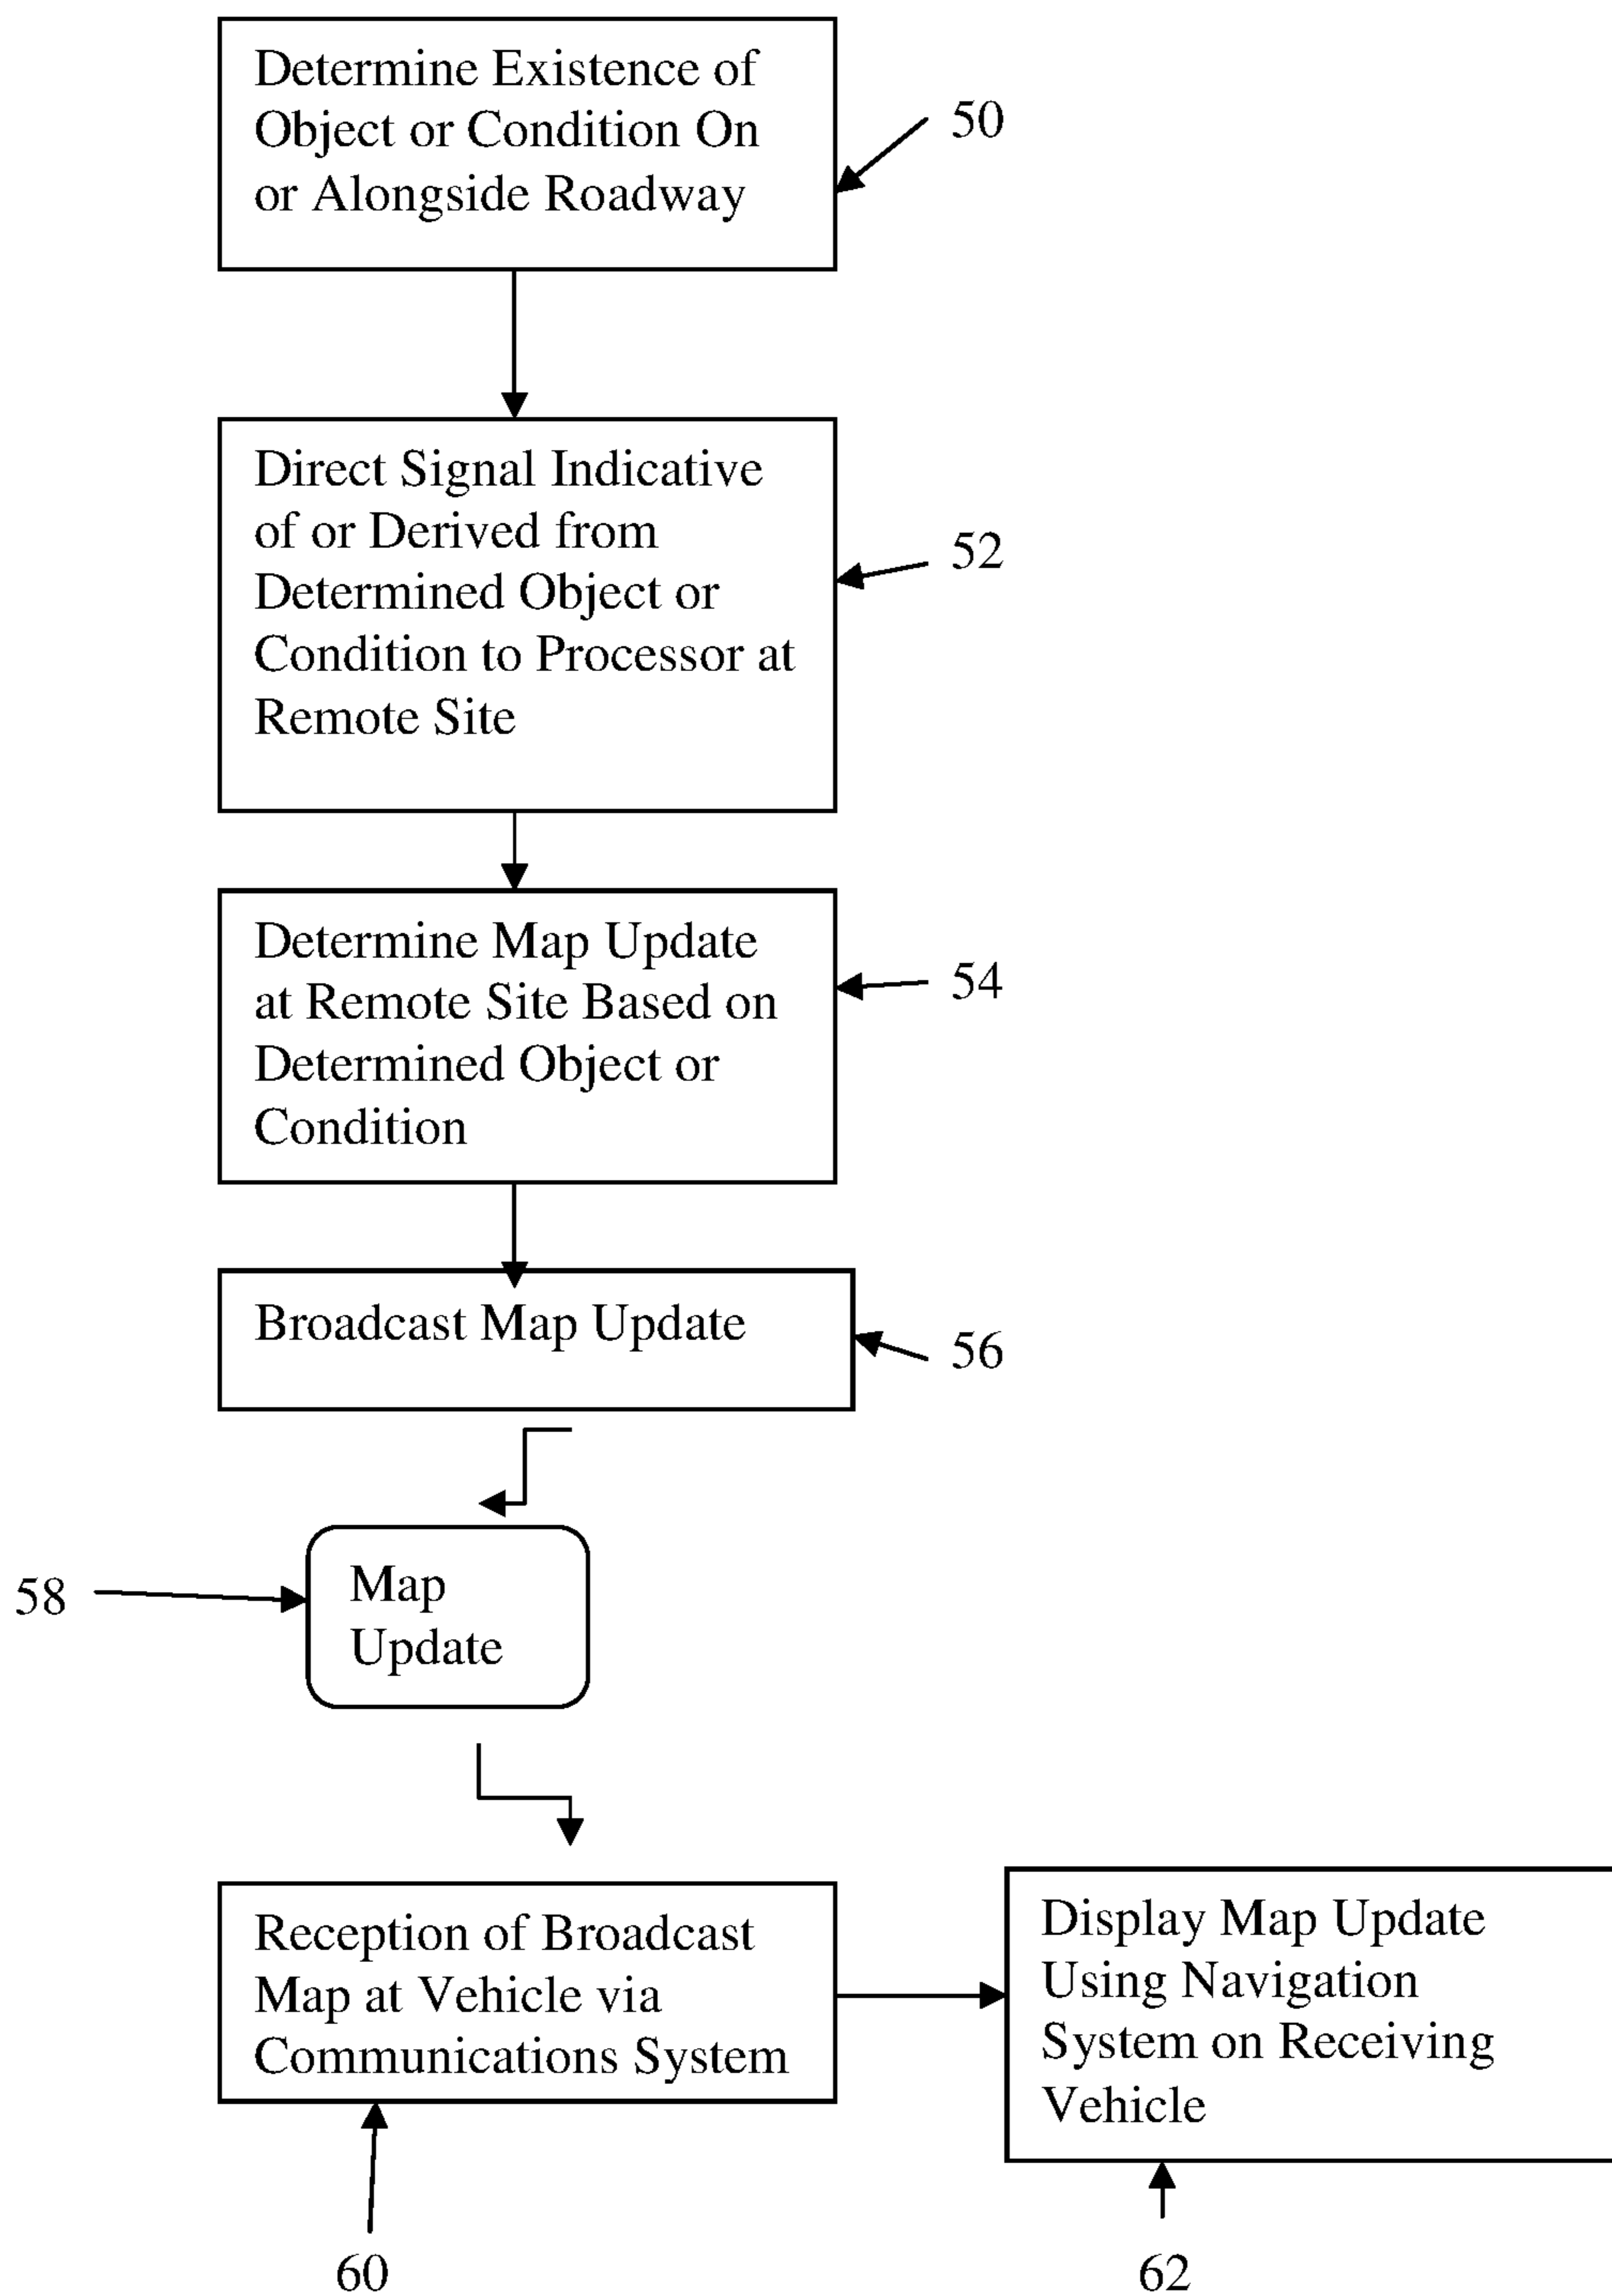 Determine Existence of
Object or Condition On
or Alongside Roadway
50
Direct Signal Indicative
of or Derived from
Determined Object or
Condition to Processor at
Remote Site
52
Determine Map Update
at Remote Site Based on
Determined Object or
Condition
54
Broadcast Map Update
56
58
Map
Update
Reception of Broadcast
Map at Vehicle via
Communications System
Display Map Update
Using Navigation
System on Receiving
Vehicle
60
62